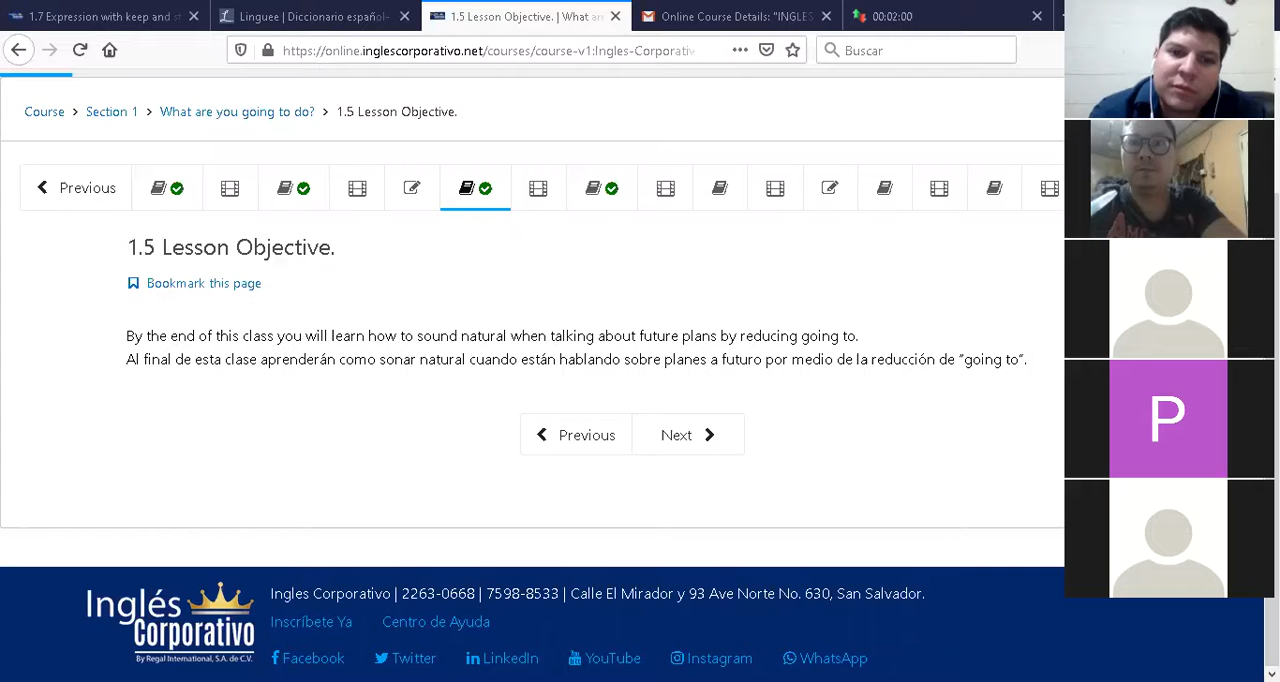 1.7 Expression with keep and st
Linguee | Diccionario español-
1.5 Lesson Objective. | What are
Online Course Details: "INGLES
00:02:00
https://online.inglescorporativo.net/courses/course-v1:Ingles-Corporativ
Buscar
Course > Section 1 > What are you going to do? > 1.5 Lesson Objective.
Previous
1.5 Lesson Objective.
Bookmark this page
By the end of this class you will learn how to sound natural when talking about future plans by reducing going to.
Al final de esta clase aprenderán como sonar natural cuando están hablando sobre planes a futuro por medio de la reducción de "going to".
Previous
Next
P
Inglés Corporativo
By Regal International, S.A. de C.V.
Ingles Corporativo | 2263-0668 | 7598-8533 | Calle El Mirador y 93 Ave Norte No. 630, San Salvador.
Inscríbete Ya
Centro de Ayuda
Facebook
Twitter
LinkedIn
YouTube
Instagram
WhatsApp